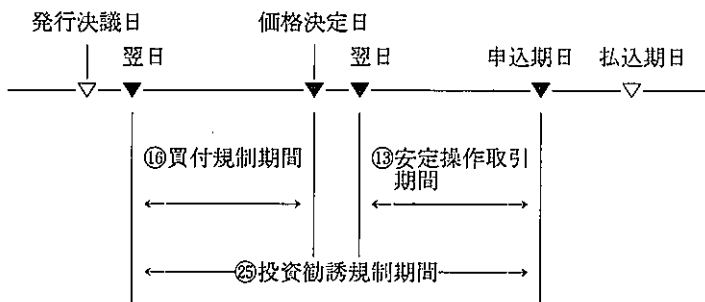 発行決議日
価格決定日
翌日
翌日
申込期日
払込期日
⑯買付規制期間
⑬安定操作取引
期間
㉕投資勧誘規制期間